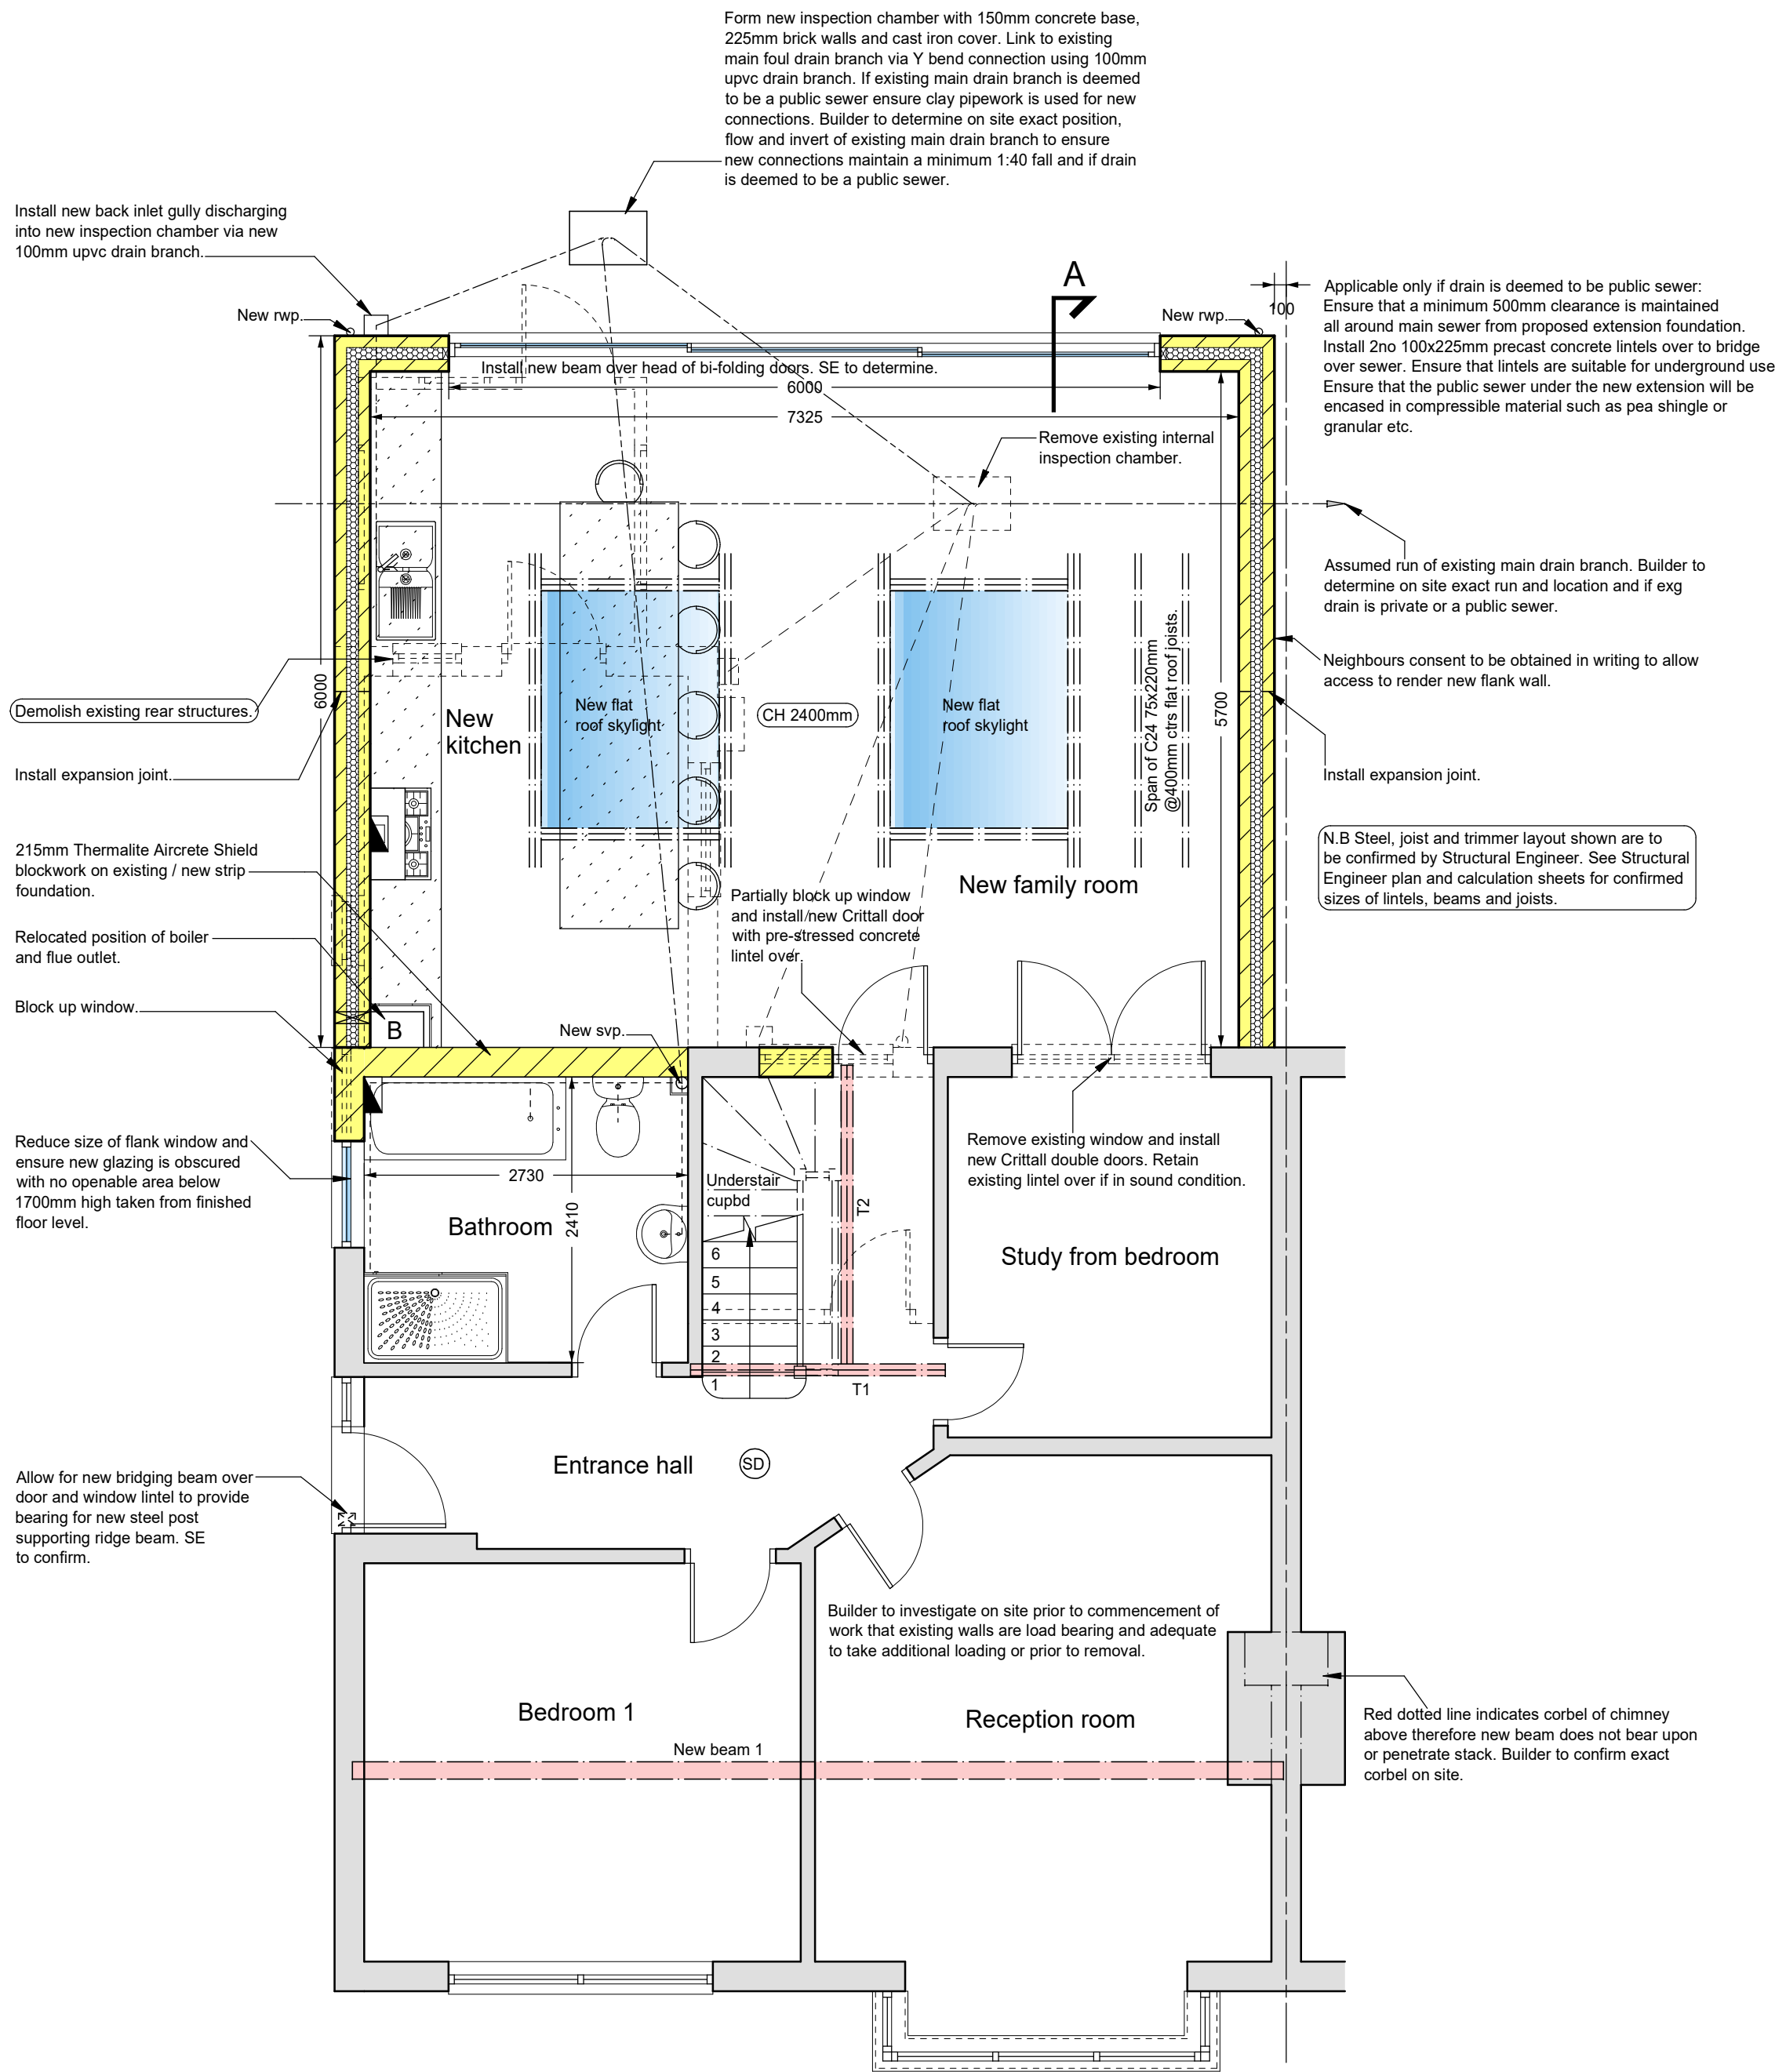 Form new inspection chamber with 150mm concrete base,
225mm brick walls and cast iron cover. Link to existing
main foul drain branch via Y bend connection using 100mm
upvc drain branch. If existing main drain branch is deemed
to be a public sewer ensure clay pipework is used for new
connections. Builder to determine on site exact position,
flow and invert of existing main drain branch to ensure
new connections maintain a minimum 1:40 fall and if drain
is deemed to be a public sewer.
Install new back inlet gully discharging
into new inspection chamber via new
100mm upvc drain branch.
A
Applicable only if drain is deemed to be public sewer:
Ensure that a minimum 500mm clearance is maintained
all around main sewer from proposed extension foundation.
Install 2no 100x225mm precast concrete lintels over to bridge
over sewer. Ensure that lintels are suitable for underground use
Ensure that the public sewer under the new extension will be
encased in compressible material such as pea shingle or
granular etc.
100
New rwp.
New rwp.
Install new beam over head of bi-folding doors. SE to determine.
6000
7325
Remove existing internal
inspection chamber.
Assumed run of existing main drain branch. Builder to
determine on site exact run and location and if exg
drain is private or a public sewer.
Neighbours consent to be obtained in writing to allow
access to render new flank wall.
Demolish existing rear structures.
6000
New
kitchen
New flat
roof skylight
CH 2400mm
New flat
roof skylight
Span of C24 75x220mm
@400mm ctrs flat roof joists.
5700
Install expansion joint.
Install expansion joint.
N.B Steel, joist and trimmer layout shown are to
be confirmed by Structural Engineer. See Structural
Engineer plan and calculation sheets for confirmed
sizes of lintels, beams and joists.
215mm Thermalite Aircrete Shield
blockwork on existing / new strip
foundation.
New family room
Partially block up window
and install new Crittall door
with pre-stressed concrete
lintel over.
Relocated position of boiler
and flue outlet.
Block up window.
B
New svp.
Reduce size of flank window and
ensure new glazing is obscured
with no openable area below
1700mm high taken from finished
floor level.
2730
2410
Bathroom
Understair
cupbd
T2
Remove existing window and install
new Crittall double doors. Retain
existing lintel over if in sound condition.
Study from bedroom
6
5
4
3
2
1
T1
Entrance hall
SD
Allow for new bridging beam over
door and window lintel to provide
bearing for new steel post
supporting ridge beam. SE
to confirm.
Builder to investigate on site prior to commencement of
work that existing walls are load bearing and adequate
to take additional loading or prior to removal.
Bedroom 1
Reception room
New beam 1
Red dotted line indicates corbel of chimney
above therefore new beam does not bear upon
or penetrate stack. Builder to confirm exact
corbel on site.